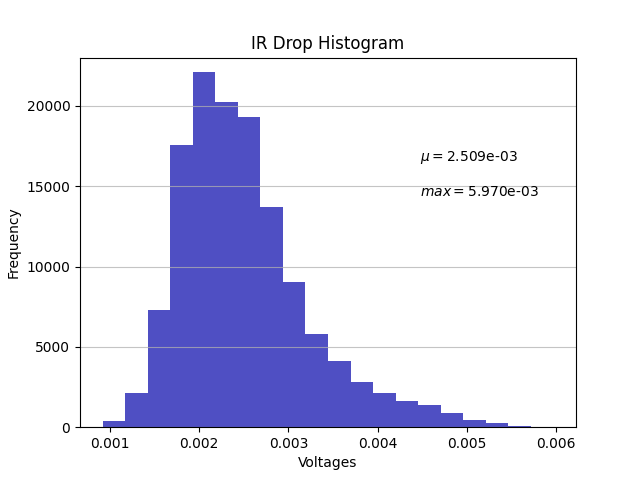 IR Drop Histogram
20000
15000
10000
5000
0
Frequency
μ = 2.509e-03
max = 5.970e-03
0.001 0.002 0.003 0.004 0.005 0.006
Voltages